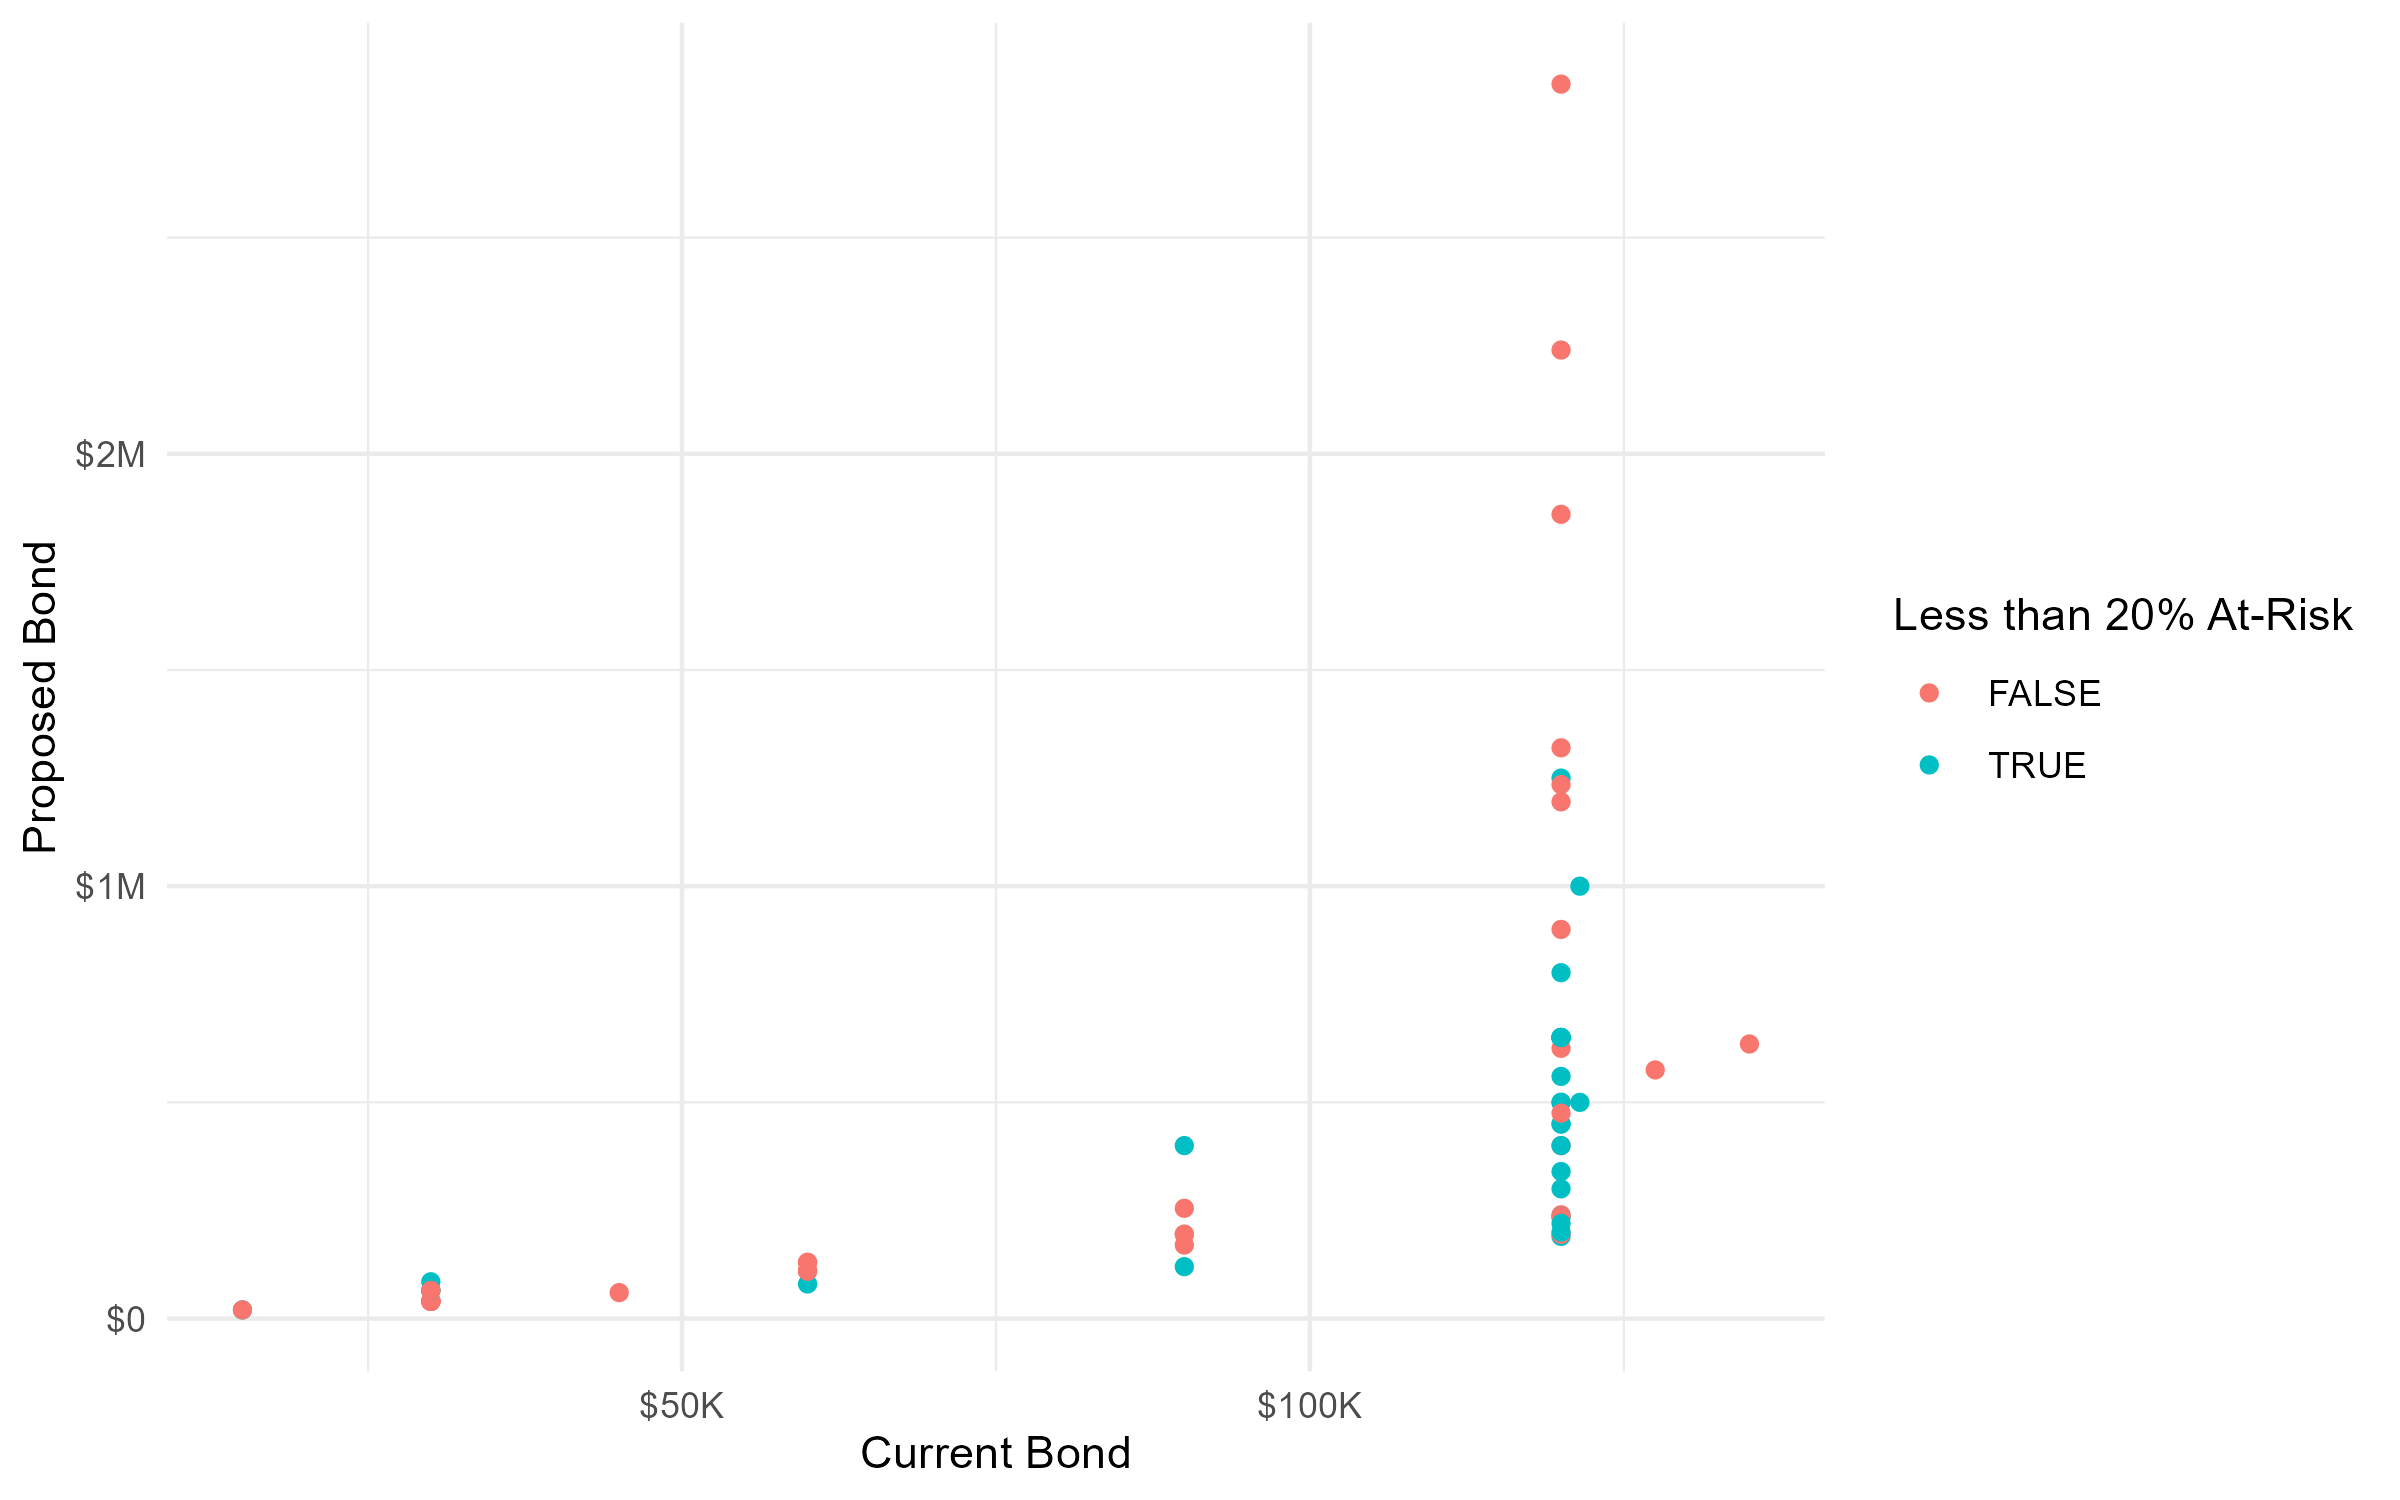 Proposed Bond
$2M
$1M
$0
$50K
$100K
Current Bond
Less than 20% At-Risk
FALSE
TRUE